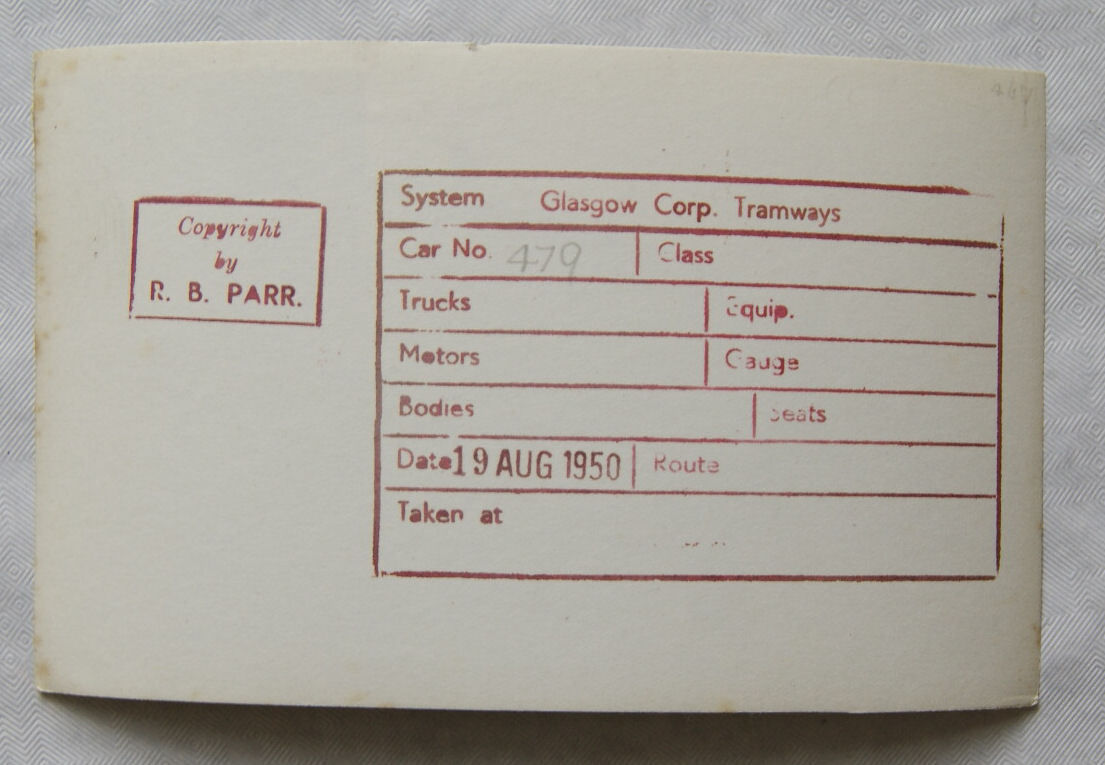 Copyright
by
R. B. PARR.
System Glasgow Corp. Tramways
Car No. 479 Class
Trucks Equip.
Motors Gauge
Bodies Seats
Date 19 AUG 1950 Route
Taken at